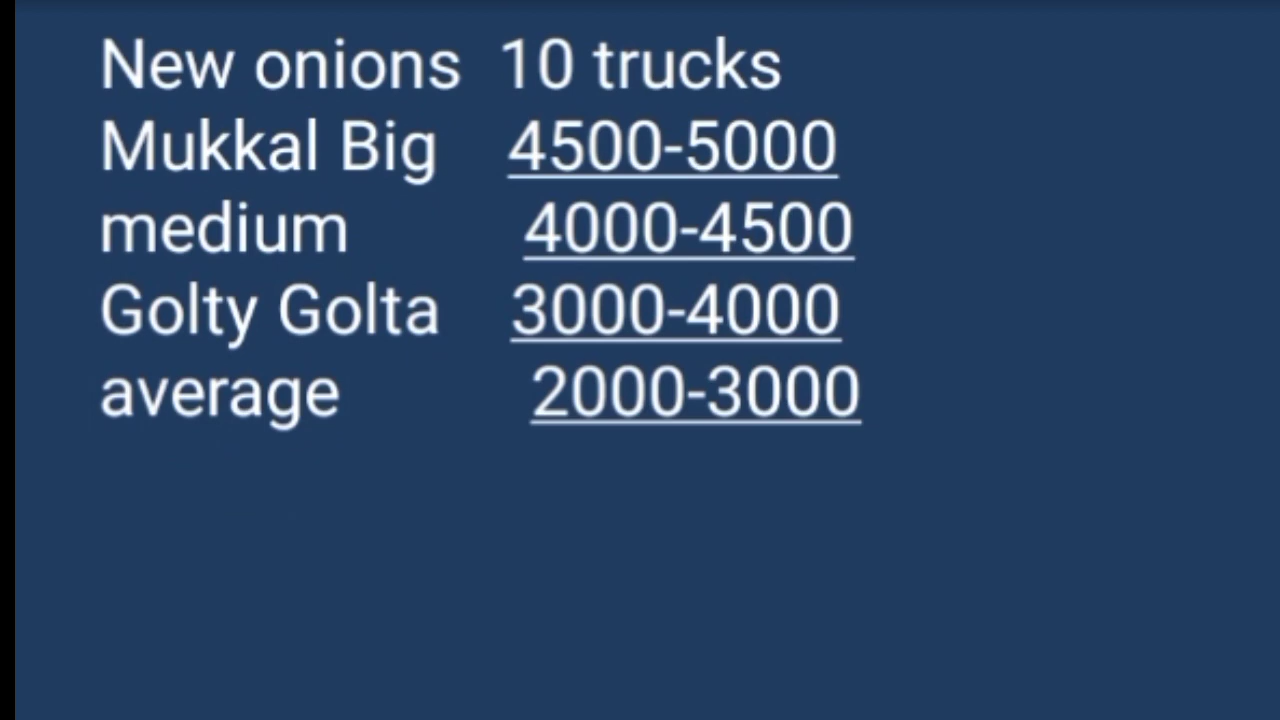 New onions 10 trucks
Mukkal Big 4500-5000
medium 4000-4500
Golty Golta 3000-4000
average 2000-3000